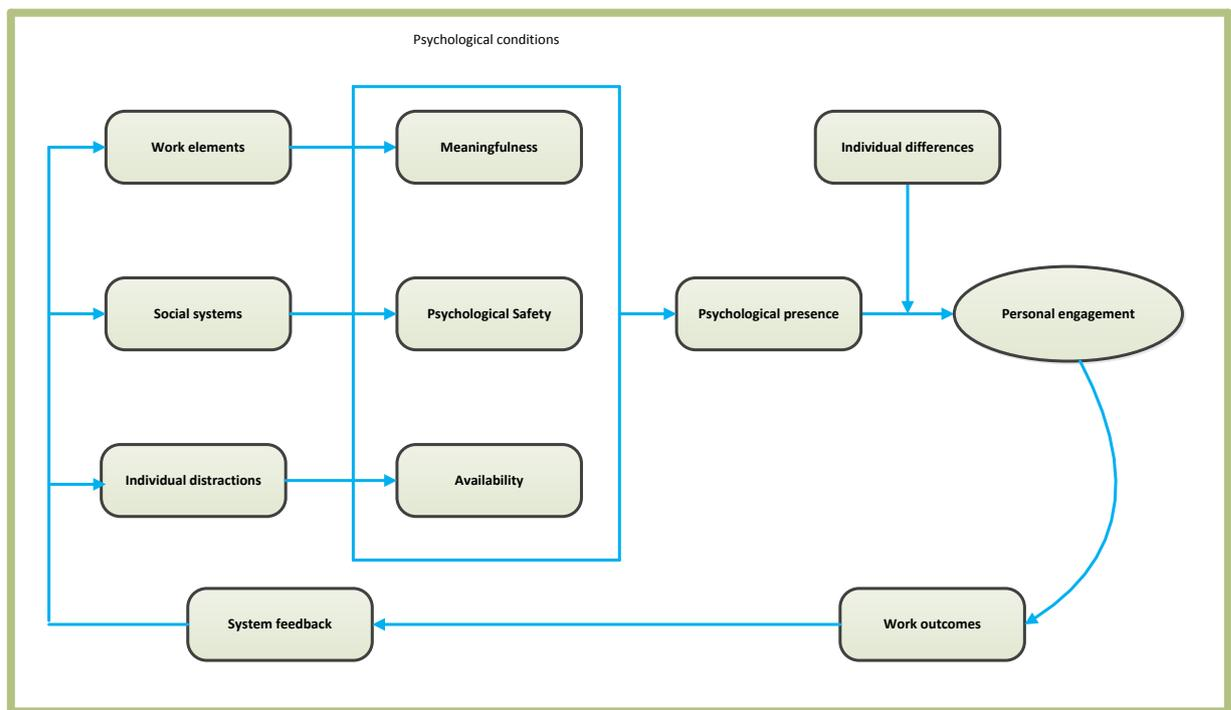 Psychological conditions
Work elements
Meaningfulness
Individual differences
Social systems
Psychological Safety
Psychological presence
Personal engagement
Individual distractions
Availability
System feedback
Work outcomes